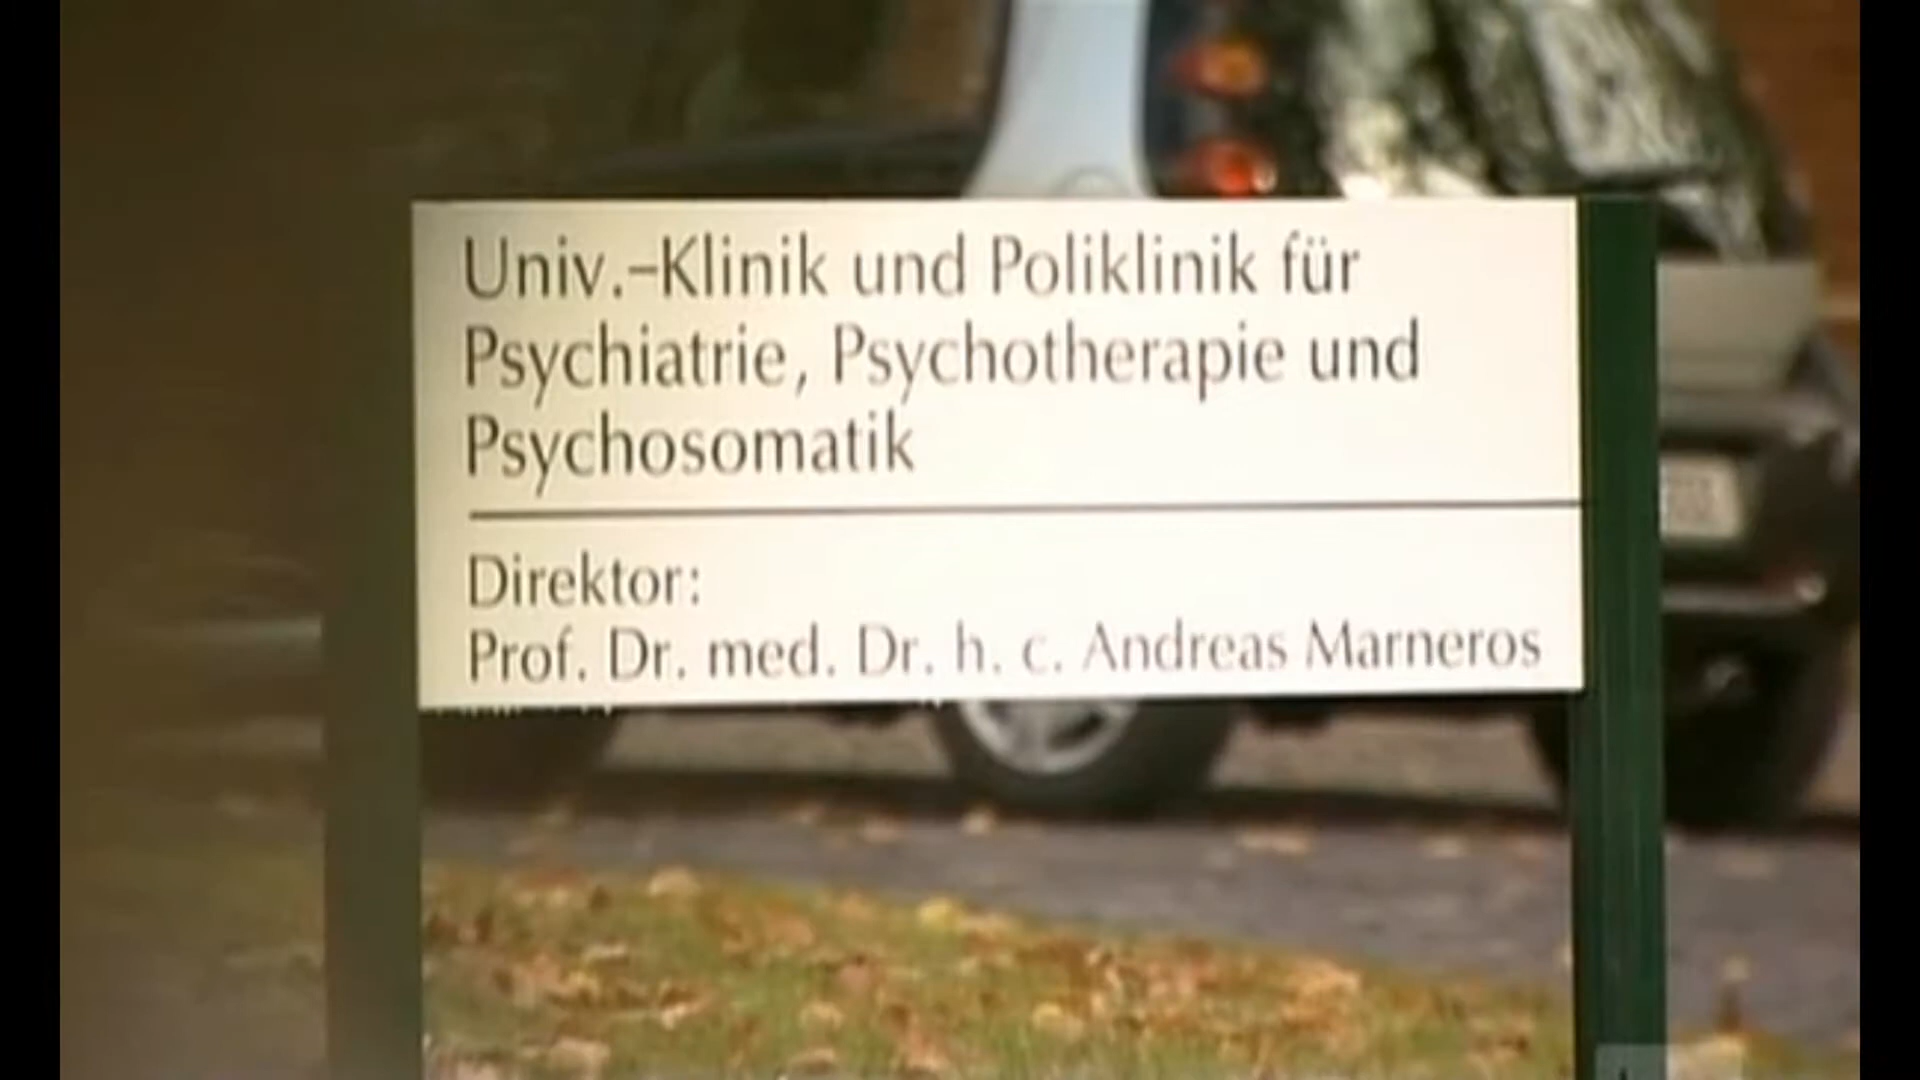 Univ.-Klinik und Poliklinik für
Psychiatrie, Psychotherapie und
Psychosomatik
Direktor:
Prof. Dr. med. Dr. h. c. Andreas Marneros